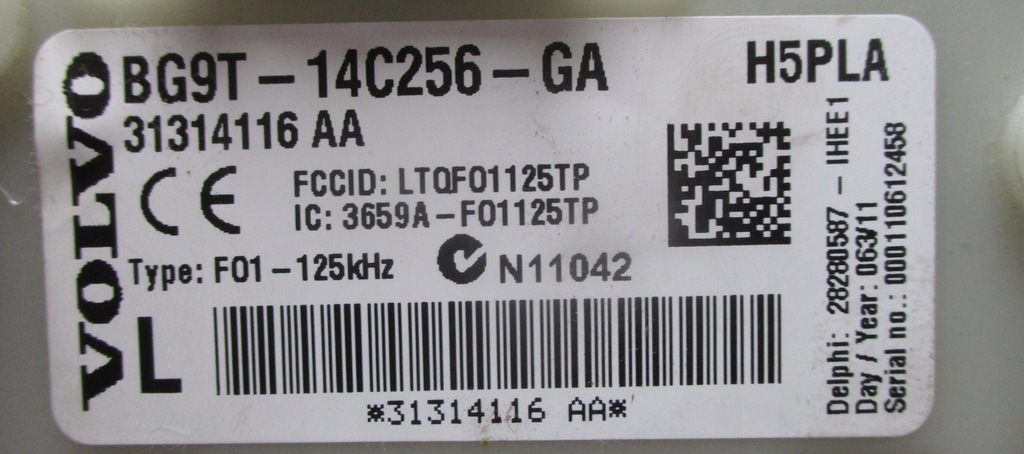 VOLVO
BG9T-14C256-GA
H5PLA
31314116 AA
CE
FCCID: LTQFO1125TP
IC: 3659A-FO1125TP
Type: FO1-125kHz
N11042
L
*31314116 AA*
Delphi: 28280587 - IHEE1
Day / Year: 063/11
Serial no.: 000110612458